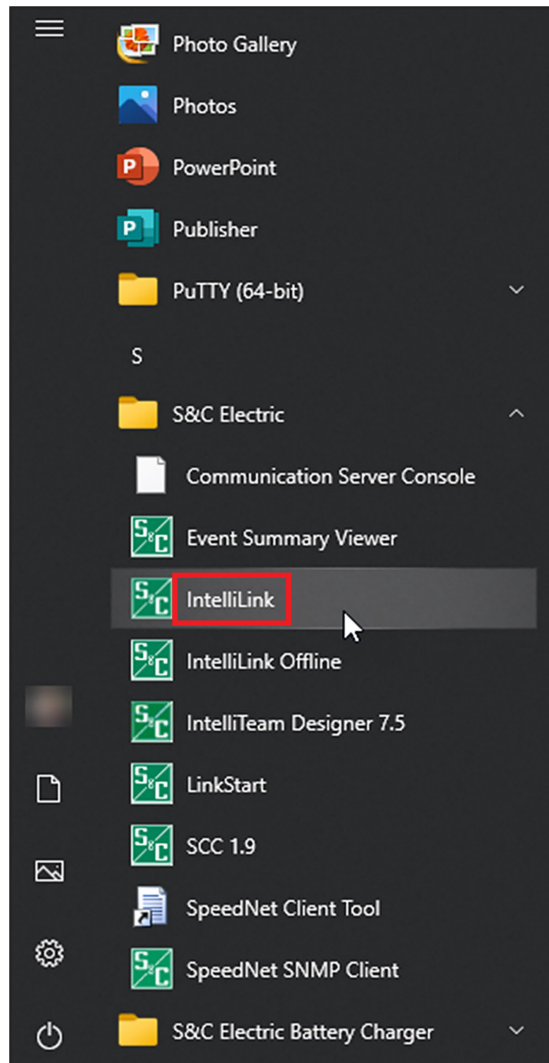 Photo Gallery
Photos
P PowerPoint
P Publisher
PuTTY (64-bit)
S
S&C Electric
Communication Server Console
S&C Event Summary Viewer
S&C IntelliLink
S&C IntelliLink Offline
S&C IntelliTeam Designer 7.5
S&C LinkStart
S&C SCC 1.9
SpeedNet Client Tool
S&C SpeedNet SNMP Client
S&C Electric Battery Charger